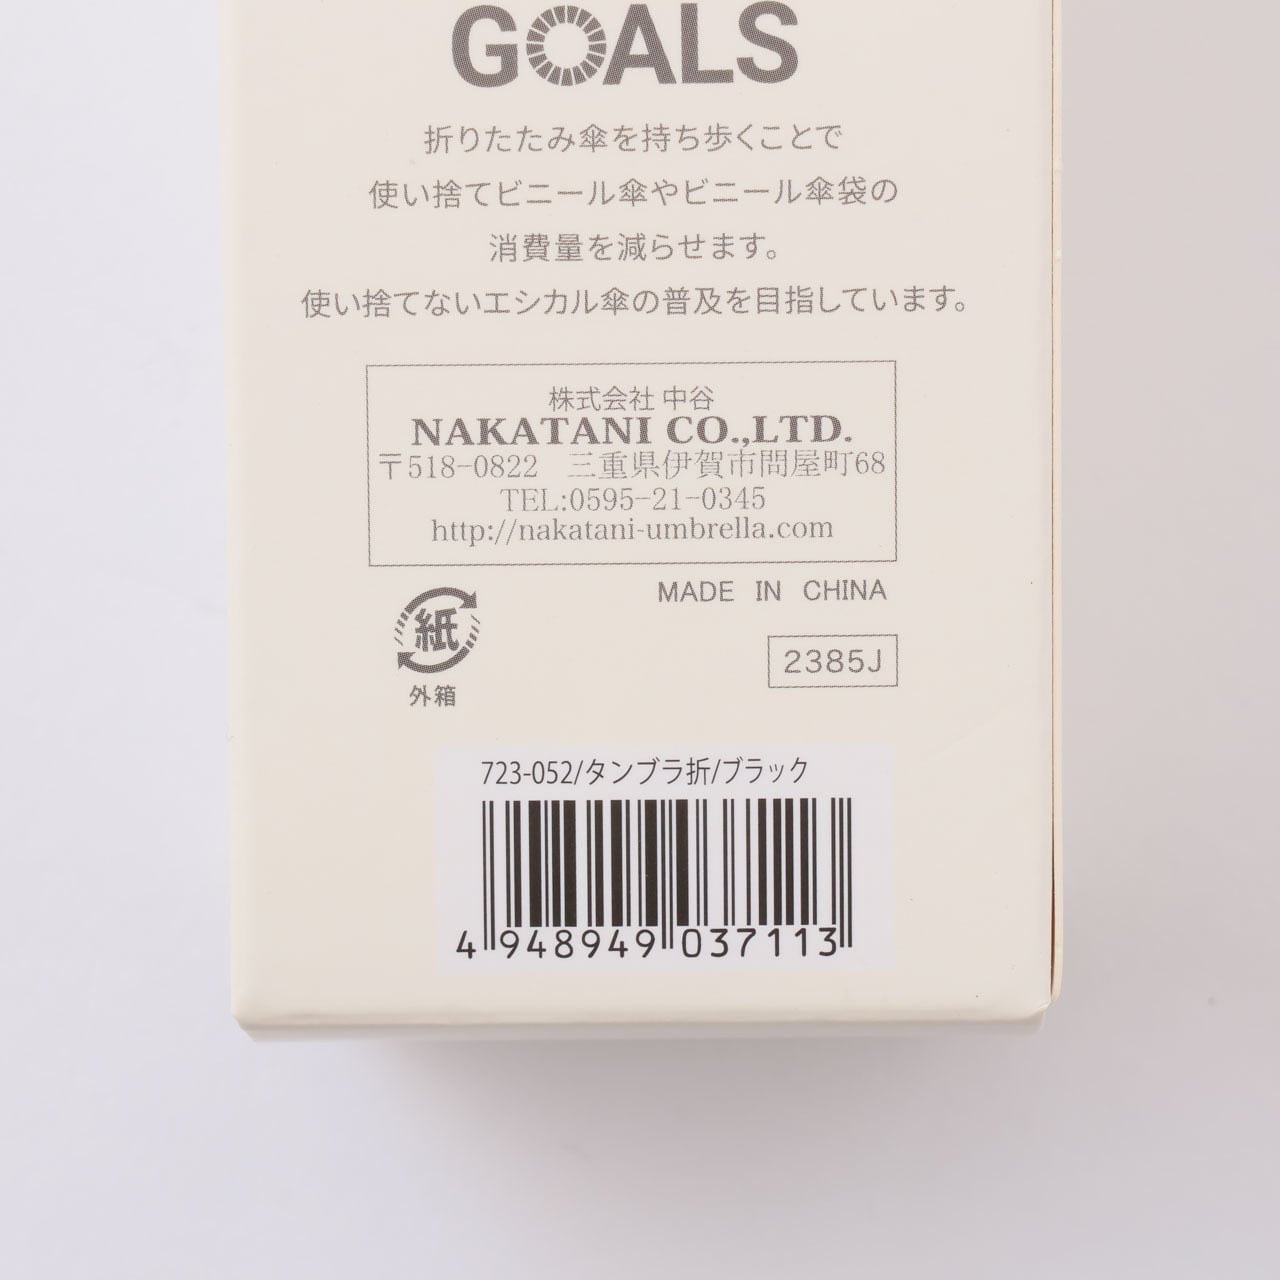 GOALS
折りたたみ傘を持ち歩くことで
使い捨てビニール傘やビニール傘袋の
消費量を減らせます。
使い捨てないエシカル傘の普及を目指しています。
株式会社 中谷
NAKATANI CO.,LTD.
〒518-0822 三重県伊賀市問屋町68
TEL:0595-21-0345
http://nakatani-umbrella.com
MADE IN CHINA
紙
外箱
2385J
723-052/タンブラ折/ブラック
4 948949 037113